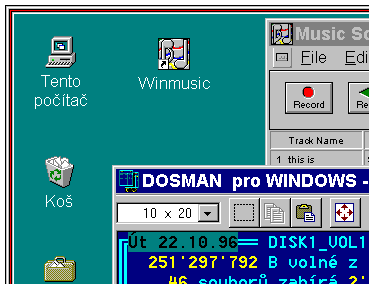 Tento
počítač
Winmusic
Koš
Music So
File Edi
Record
Track Name
1 this is
DOSMAN pro WINDOWS -
10 x 20
Út 22.10.96 DISK1_VOL1
251'297'792 B volné z
46 souborů zabírá 2'